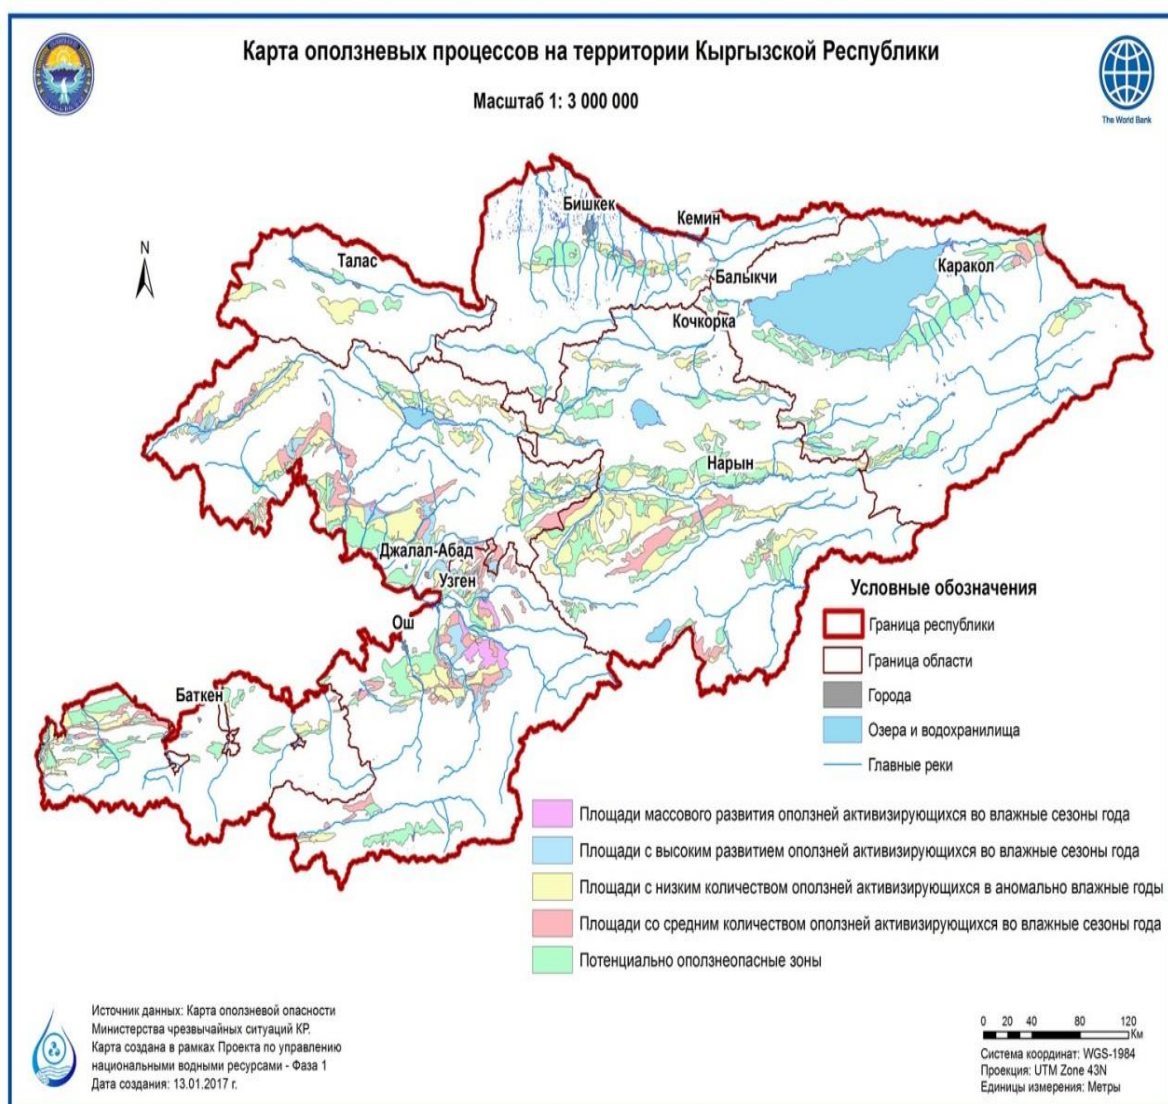 Карта оползневых процессов на территории Кыргызской Республики
Масштаб 1: 3 000 000
The World Bank
N
Бишкек
Кемин
Талас
Балыкчи
Каракол
Кочкорка
Нарын
Джалал-Абад
Узген
Ош
Баткен
Условные обозначения
Граница республики
Граница области
Города
Озера и водохранилища
Главные реки
Площади массового развития оползней активизирующихся во влажные сезоны года
Площади с высоким развитием оползней активизирующихся во влажные сезоны года
Площади с низким количеством оползней активизирующихся в аномально влажные годы
Площади со средним количеством оползней активизирующихся во влажные сезоны года
Потенциально оползнеопасные зоны
Источник данных: Карта оползневой опасности
Министерства чрезвычайных ситуаций КР.
Карта создана в рамках Проекта по управлению
национальными водными ресурсами - Фаза 1
Дата создания: 13.01.2017 г.
0 20 40 80 120
Км
Система координат: WGS-1984
Проекция: UTM Zone 43N
Единицы измерения: Метры